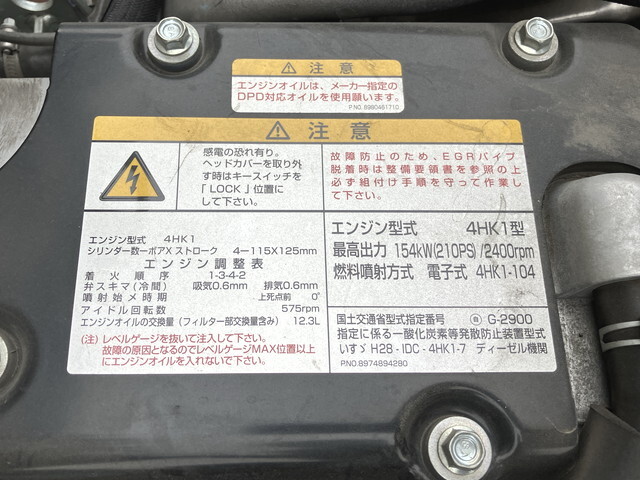 注意
エンジンオイルは、メーカー指定の
DPD対応オイルを使用願います。
P.NO. 8980461710
注意
感電の恐れ有り。
ヘッドカバーを取り外
す時はキースイッチを
「LOCK」位置に
して下さい。
故障防止のため、EGRパイプ
脱着時は整備要領書を参照の上
必ず組付け手順を守って作業し
て下さい。
エンジン型式 4HK1
シリンダー数ーボアXストローク 4ー115X125mm
エンジン調整表
着火順序 1-3-4-2
弁スキマ(冷間) 吸気0.6mm 排気0.6mm
噴射始メ時期 上死点前 0°
アイドル回転数 575rpm
エンジンオイルの交換量(フィルター部交換量含み) 12.3L
(注)レベルゲージを抜いて注入して下さい。
故障の原因となるのでレベルゲージMAX位置以上
にエンジンオイルを入れないで下さい。
エンジン型式 4HK1型
最高出力 154kW(210PS)/2400rpm
燃料噴射方式 電子式 4HK1-104
国土交通省型式指定番号 G-2900
指定に係る一酸化炭素等発散防止装置型式
いすゞ H28-IDC-4HK1-7 ディーゼル機関
P.NO.8974894280